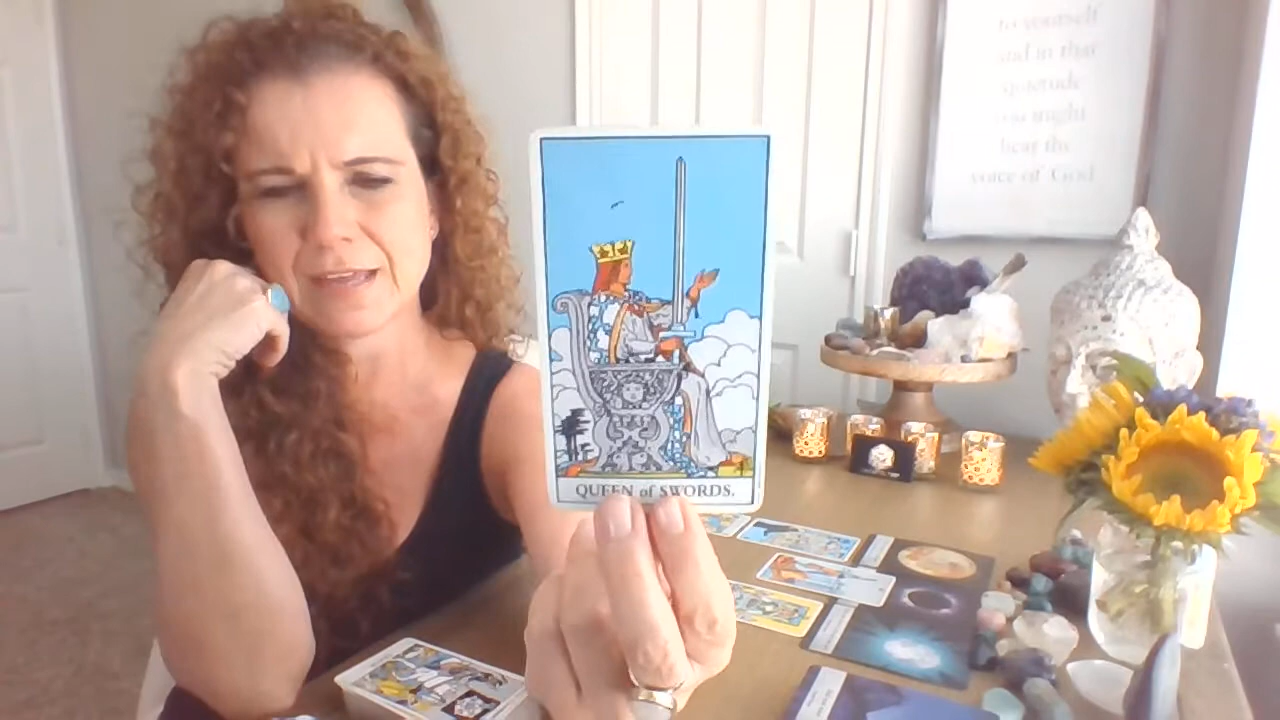 to yourself
and in that
quietude
you might
hear the
voice of God
QUEEN of SWORDS.